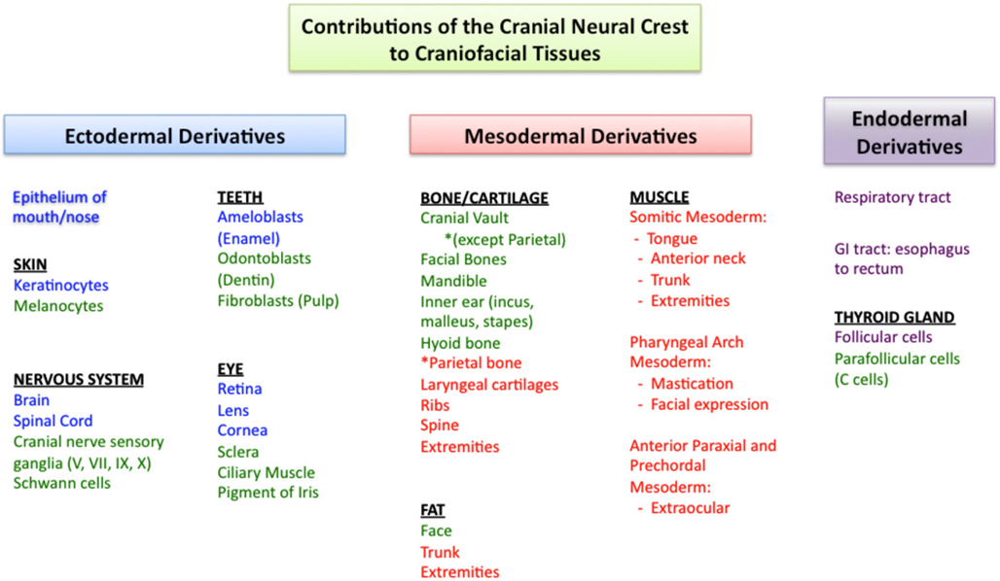 Contributions of the Cranial Neural Crest
to Craniofacial Tissues
Ectodermal Derivatives
Epithelium of
mouth/nose
SKIN
Keratinocytes
Melanocytes
NERVOUS SYSTEM
Brain
Spinal Cord
Cranial nerve sensory
ganglia (V, VII, IX, X)
Schwann cells
TEETH
Ameloblasts
(Enamel)
Odontoblasts
(Dentin)
Fibroblasts (Pulp)
EYE
Retina
Lens
Cornea
Sclera
Ciliary Muscle
Pigment of Iris
Mesodermal Derivatives
BONE/CARTILAGE
Cranial Vault
*(except Parietal)
Facial Bones
Mandible
Inner ear (incus,
malleus, stapes)
Hyoid bone
*Parietal bone
Laryngeal cartilages
Ribs
Spine
Extremities
FAT
Face
Trunk
Extremities
MUSCLE
Somitic Mesoderm:
- Tongue
- Anterior neck
- Trunk
- Extremities
Pharyngeal Arch
Mesoderm:
- Mastication
- Facial expression
Anterior Paraxial and
Prechordal
Mesoderm:
- Extraocular
Endodermal
Derivatives
Respiratory tract
GI tract: esophagus
to rectum
THYROID GLAND
Follicular cells
Parafollicular cells
(C cells)